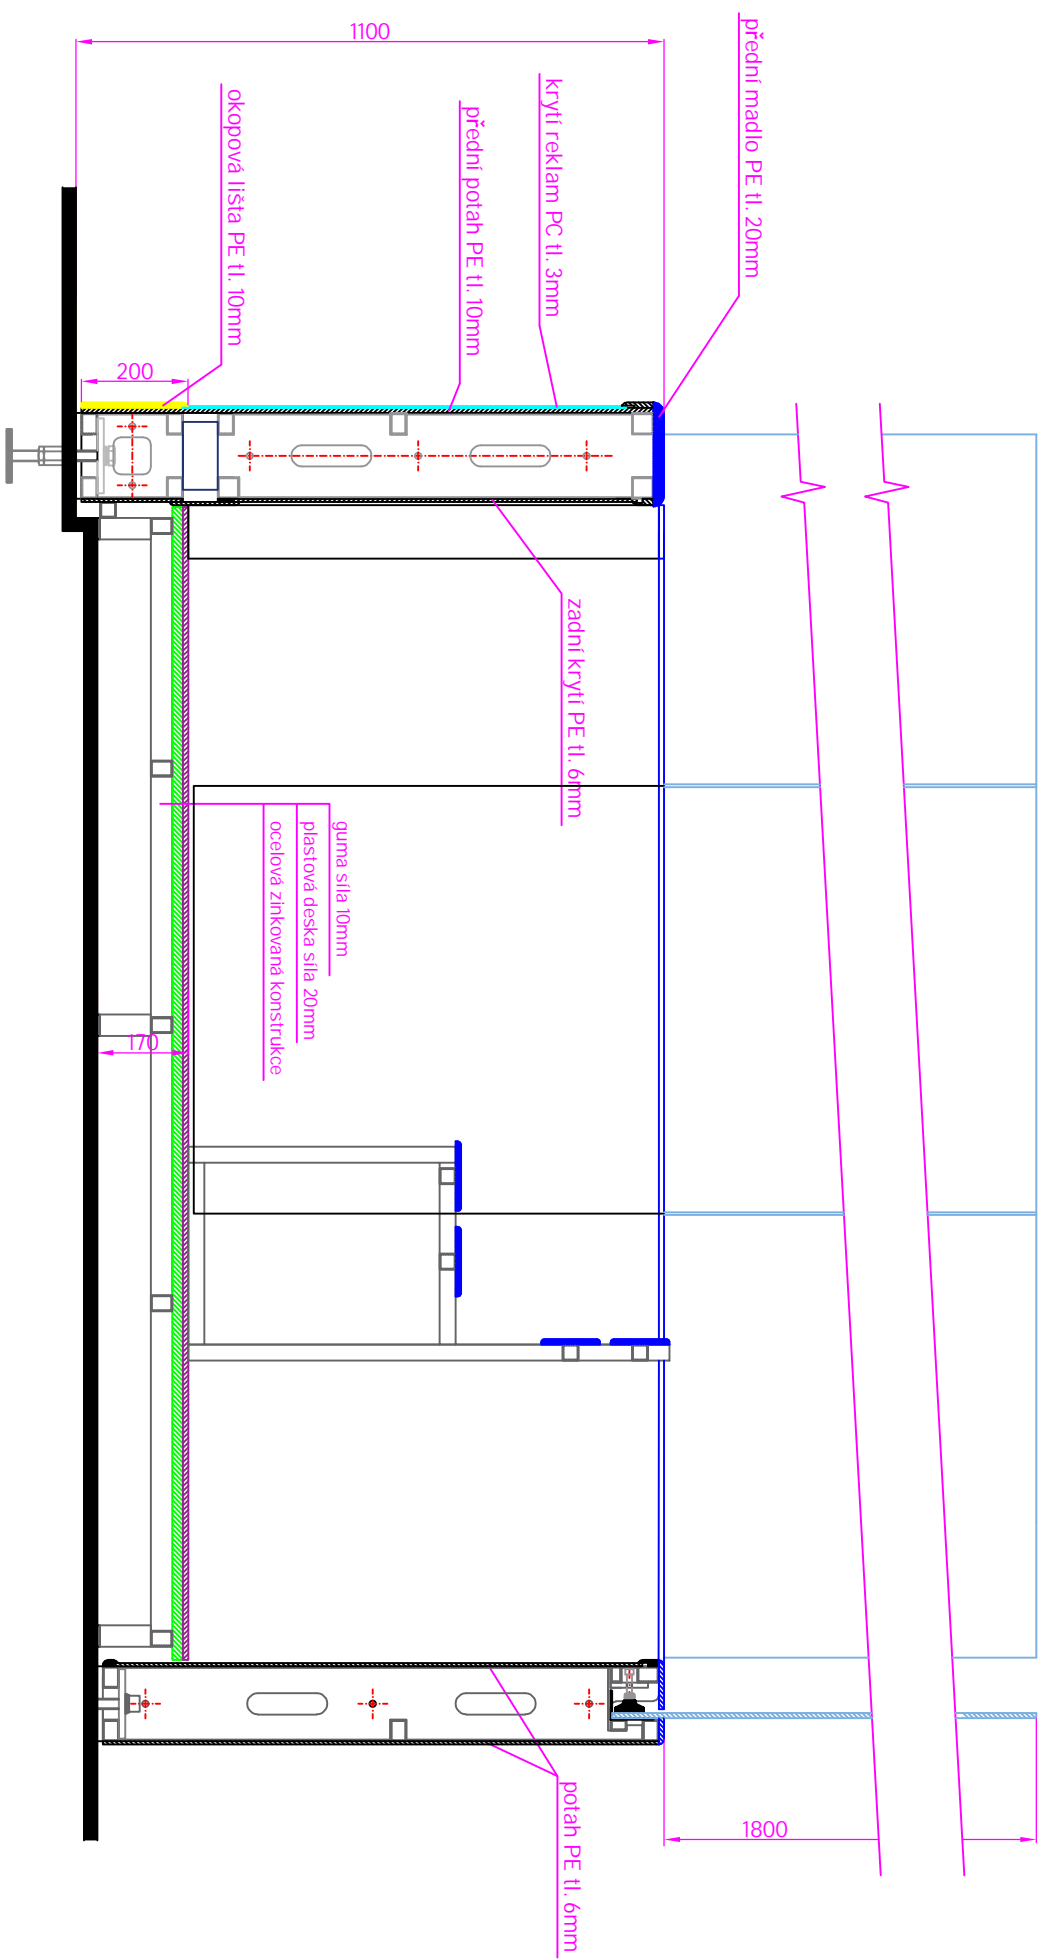 1100
přední madlo PE tl. 20mm
krytí reklam PC tl. 3mm
přední potah PE tl. 10mm
okopová lišta PE tl. 10mm
200
zadní krytí PE tl. 6mm
guma síla 10mm
plastová deska síla 20mm
ocelová zinkovaná konstrukce
170
1800
potah PE tl. 6mm